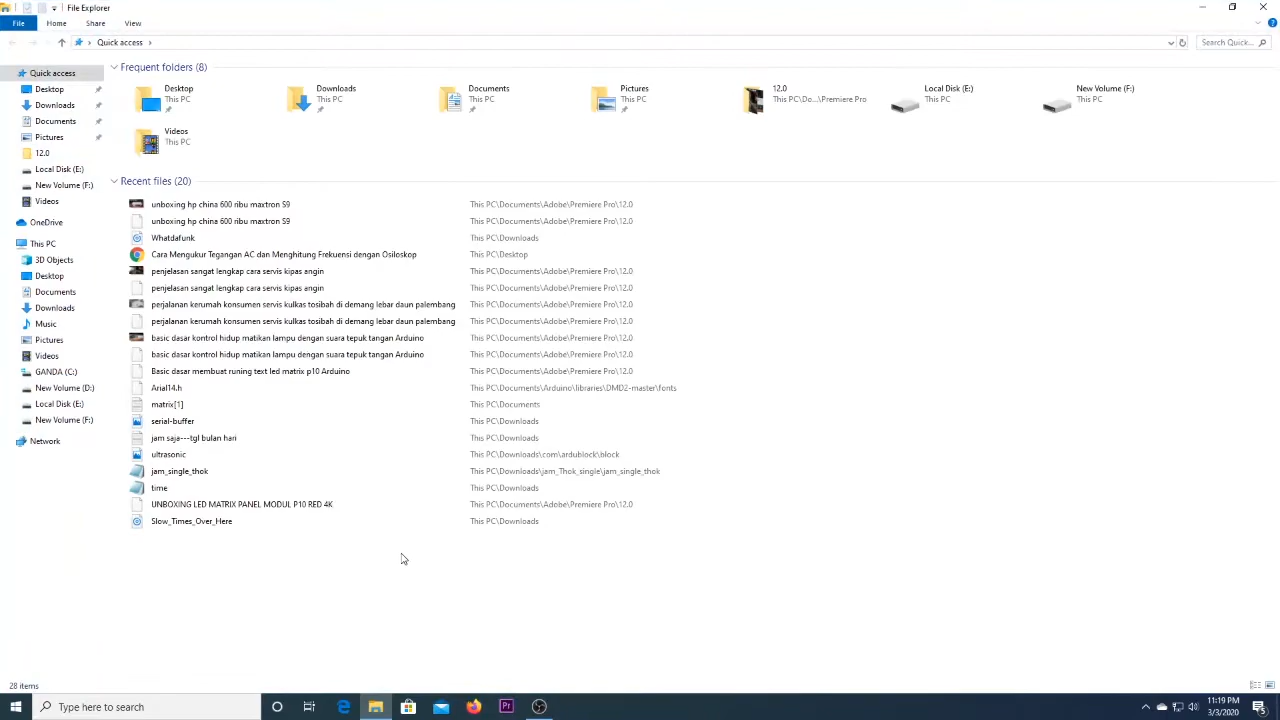 File Explorer
File Home Share View
Quick access
Search Quick...
Quick access
Desktop
Downloads
Documents
Pictures
12.0
Local Disk (E:)
New Volume (F:)
Videos
OneDrive
This PC
3D Objects
Desktop
Documents
Downloads
Music
Pictures
Videos
GANDA (C:)
New Volume (D:)
Local Disk (E:)
New Volume (F:)
Network
Frequent folders (8)
Desktop
This PC
Downloads
This PC
Documents
This PC
Pictures
This PC
12.0
This PC\Do...\Premiere Pro
Local Disk (E:)
This PC
New Volume (F:)
This PC
Videos
This PC
Recent files (20)
unboxing hp china 600 ribu maxtron S9 This PC\Documents\Adobe\Premiere Pro\12.0
unboxing hp china 600 ribu maxtron S9 This PC\Documents\Adobe\Premiere Pro\12.0
Whatdafunk This PC\Downloads
Cara Mengukur Tegangan AC dan Menghitung Frekuensi dengan Osiloskop This PC\Desktop
penjelasan sangat lengkap cara servis kipas angin This PC\Documents\Adobe\Premiere Pro\12.0
penjelasan sangat lengkap cara servis kipas angin This PC\Documents\Adobe\Premiere Pro\12.0
perjalanan kerumah konsumen servis kulkas tosibah di demang lebar daun palembang This PC\Documents\Adobe\Premiere Pro\12.0
perjalanan kerumah konsumen servis kulkas tosibah di demang lebar daun palembang This PC\Documents\Adobe\Premiere Pro\12.0
basic dasar kontrol hidup matikan lampu dengan suara tepuk tangan Arduino This PC\Documents\Adobe\Premiere Pro\12.0
basic dasar kontrol hidup matikan lampu dengan suara tepuk tangan Arduino This PC\Documents\Adobe\Premiere Pro\12.0
Basic dasar membuat runing text led matrix p10 Arduino This PC\Documents\Adobe\Premiere Pro\12.0
Arial14.h This PC\Documents\Arduino\libraries\DMD2-master\fonts
matrix[1] This PC\Documents
serial-buffer This PC\Downloads
jam saja---tgl bulan hari This PC\Downloads
ultrasonic This PC\Downloads\com\ardublock\block
jam_single_thok This PC\Downloads\jam_Thok_single\jam_single_thok
time This PC\Downloads
UNBOXING LED MATRIX PANEL MODUL P10 RED 4K This PC\Documents\Adobe\Premiere Pro\12.0
Slow_Times_Over_Here This PC\Downloads
28 items
Type here to search
Pr
11:19 PM
3/3/2020
5